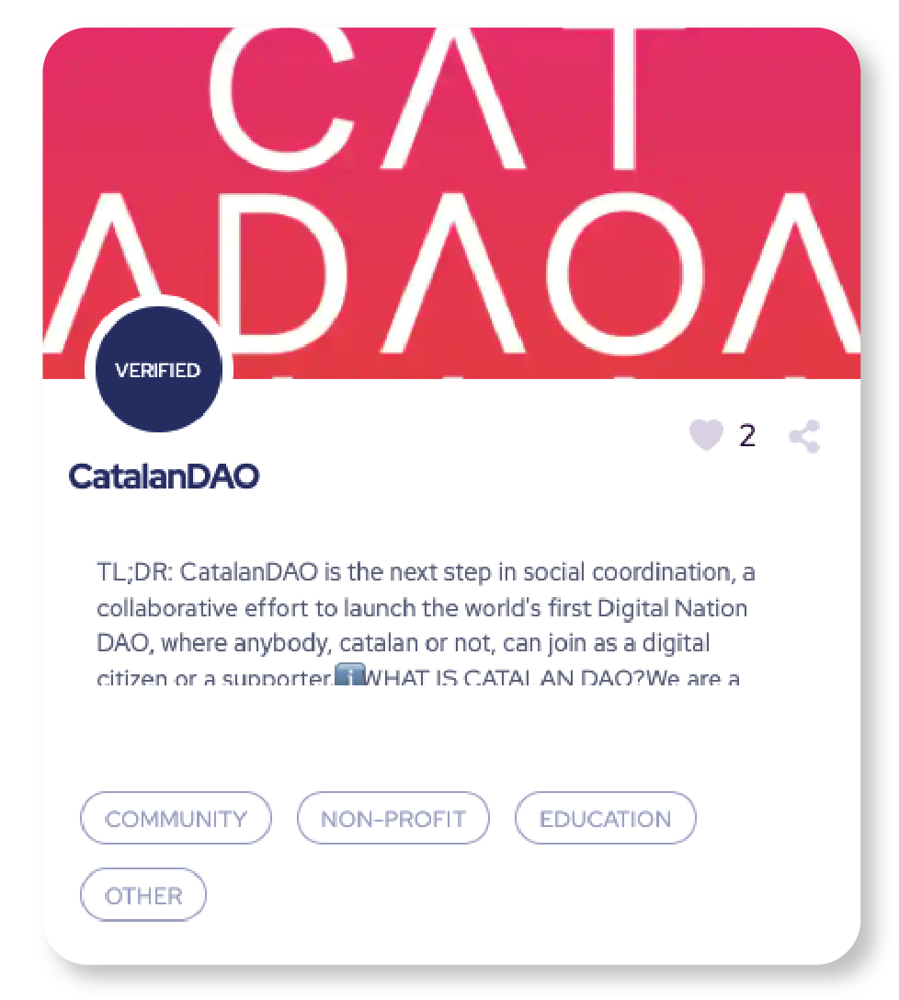 CAT
ADAOA
VERIFIED
2
CatalanDAO
TL;DR: CatalanDAO is the next step in social coordination, a
collaborative effort to launch the world's first Digital Nation
DAO, where anybody, catalan or not, can join as a digital
citizen or a supporter.ℹ️WHAT IS CATALAN DAO?We are a
COMMUNITY
NON-PROFIT
EDUCATION
OTHER